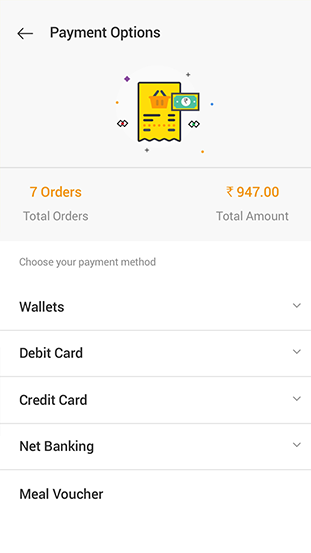 Payment Options
7 Orders
₹ 947.00
Total Orders
Total Amount
Choose your payment method
Wallets
Debit Card
Credit Card
Net Banking
Meal Voucher